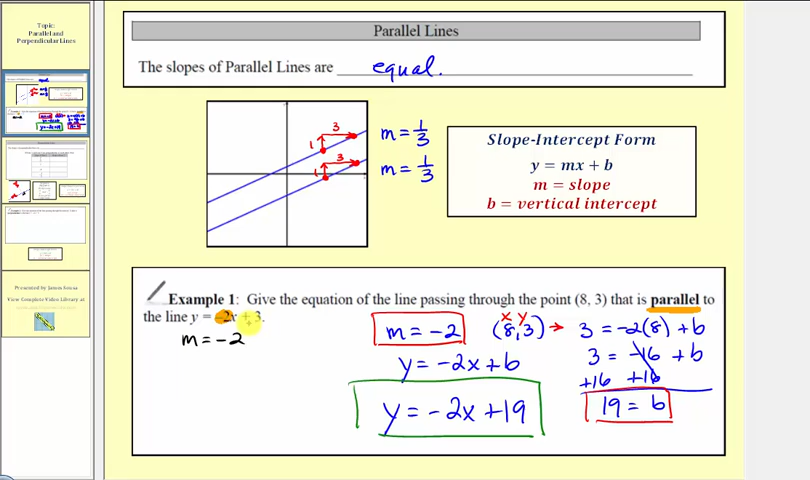 Topic:
Parallel and
Perpendicular Lines
Presented by James Sousa
View Complete Video Library at
Parallel Lines
The slopes of Parallel Lines are equal.
3
1
3
1
m = 1/3
m = 1/3
Slope-Intercept Form
y = mx + b
m = slope
b = vertical intercept
Example 1: Give the equation of the line passing through the point (8, 3) that is parallel to
the line y = -2x + 3.
m = -2
m = -2
x y
(8,3) →
y = -2x + b
y = -2x + 19
3 = -2(8) + b
3 = -16 + b
+16 +16
19 = b